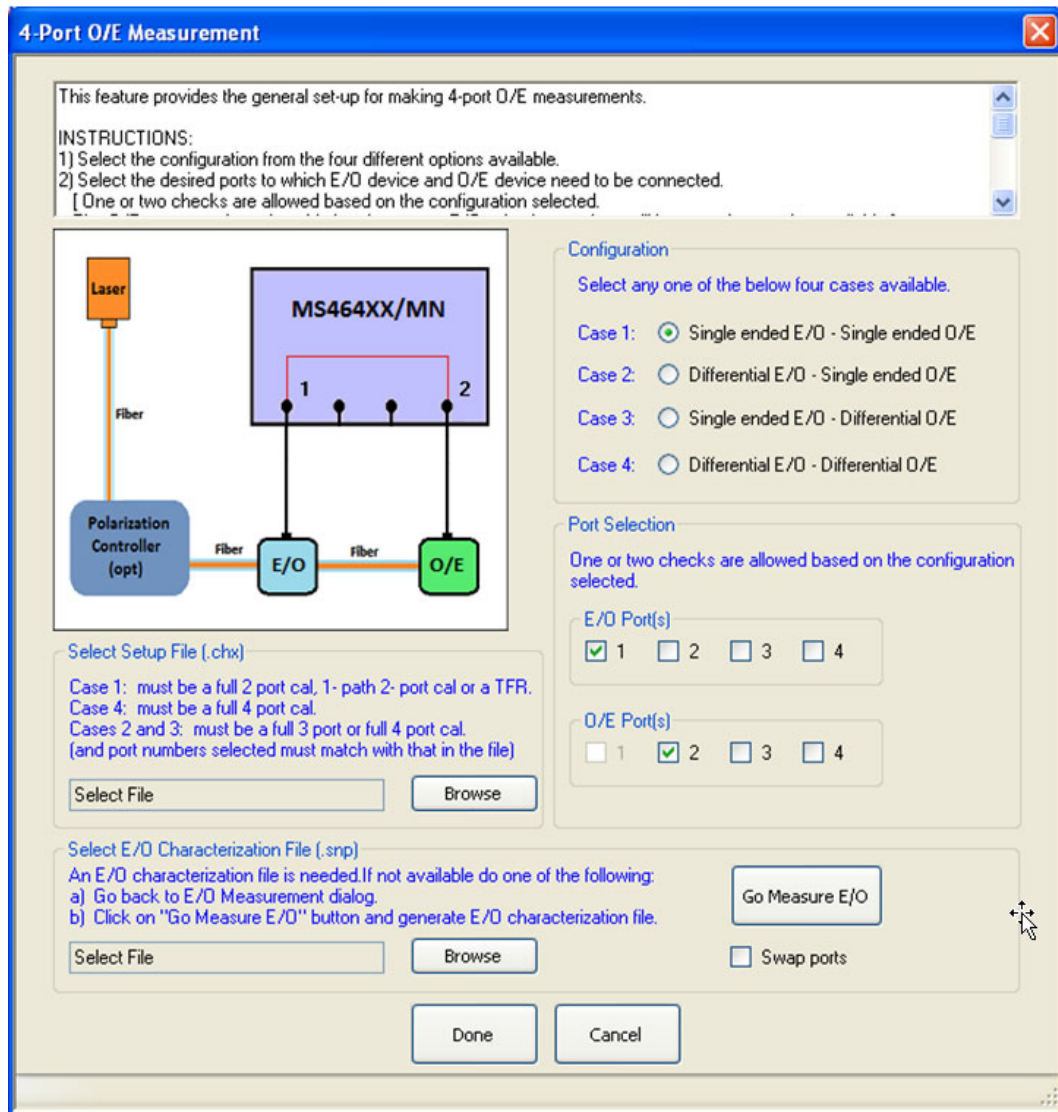 4-Port O/E Measurement
This feature provides the general set-up for making 4-port O/E measurements.
INSTRUCTIONS:
1) Select the configuration from the four different options available.
2) Select the desired ports to which E/O device and O/E device need to be connected.
[ One or two checks are allowed based on the configuration selected.
Laser
MS464XX/MN
1
2
Fiber
Polarization
Controller
(opt)
Fiber
E/O
Fiber
O/E
Configuration
Select any one of the below four cases available.
Case 1: Single ended E/O - Single ended O/E
Case 2: Differential E/O - Single ended O/E
Case 3: Single ended E/O - Differential O/E
Case 4: Differential E/O - Differential O/E
Port Selection
One or two checks are allowed based on the configuration
selected.
E/O Port(s)
1 2 3 4
O/E Port(s)
1 2 3 4
Select Setup File (.chx)
Case 1: must be a full 2 port cal, 1- path 2- port cal or a TFR.
Case 4: must be a full 4 port cal.
Cases 2 and 3: must be a full 3 port or full 4 port cal.
(and port numbers selected must match with that in the file)
Select File
Browse
Select E/O Characterization File (.snp)
An E/O characterization file is needed.If not available do one of the following:
a) Go back to E/O Measurement dialog.
b) Click on "Go Measure E/O" button and generate E/O characterization file.
Go Measure E/O
Select File
Browse
Swap ports
Done
Cancel